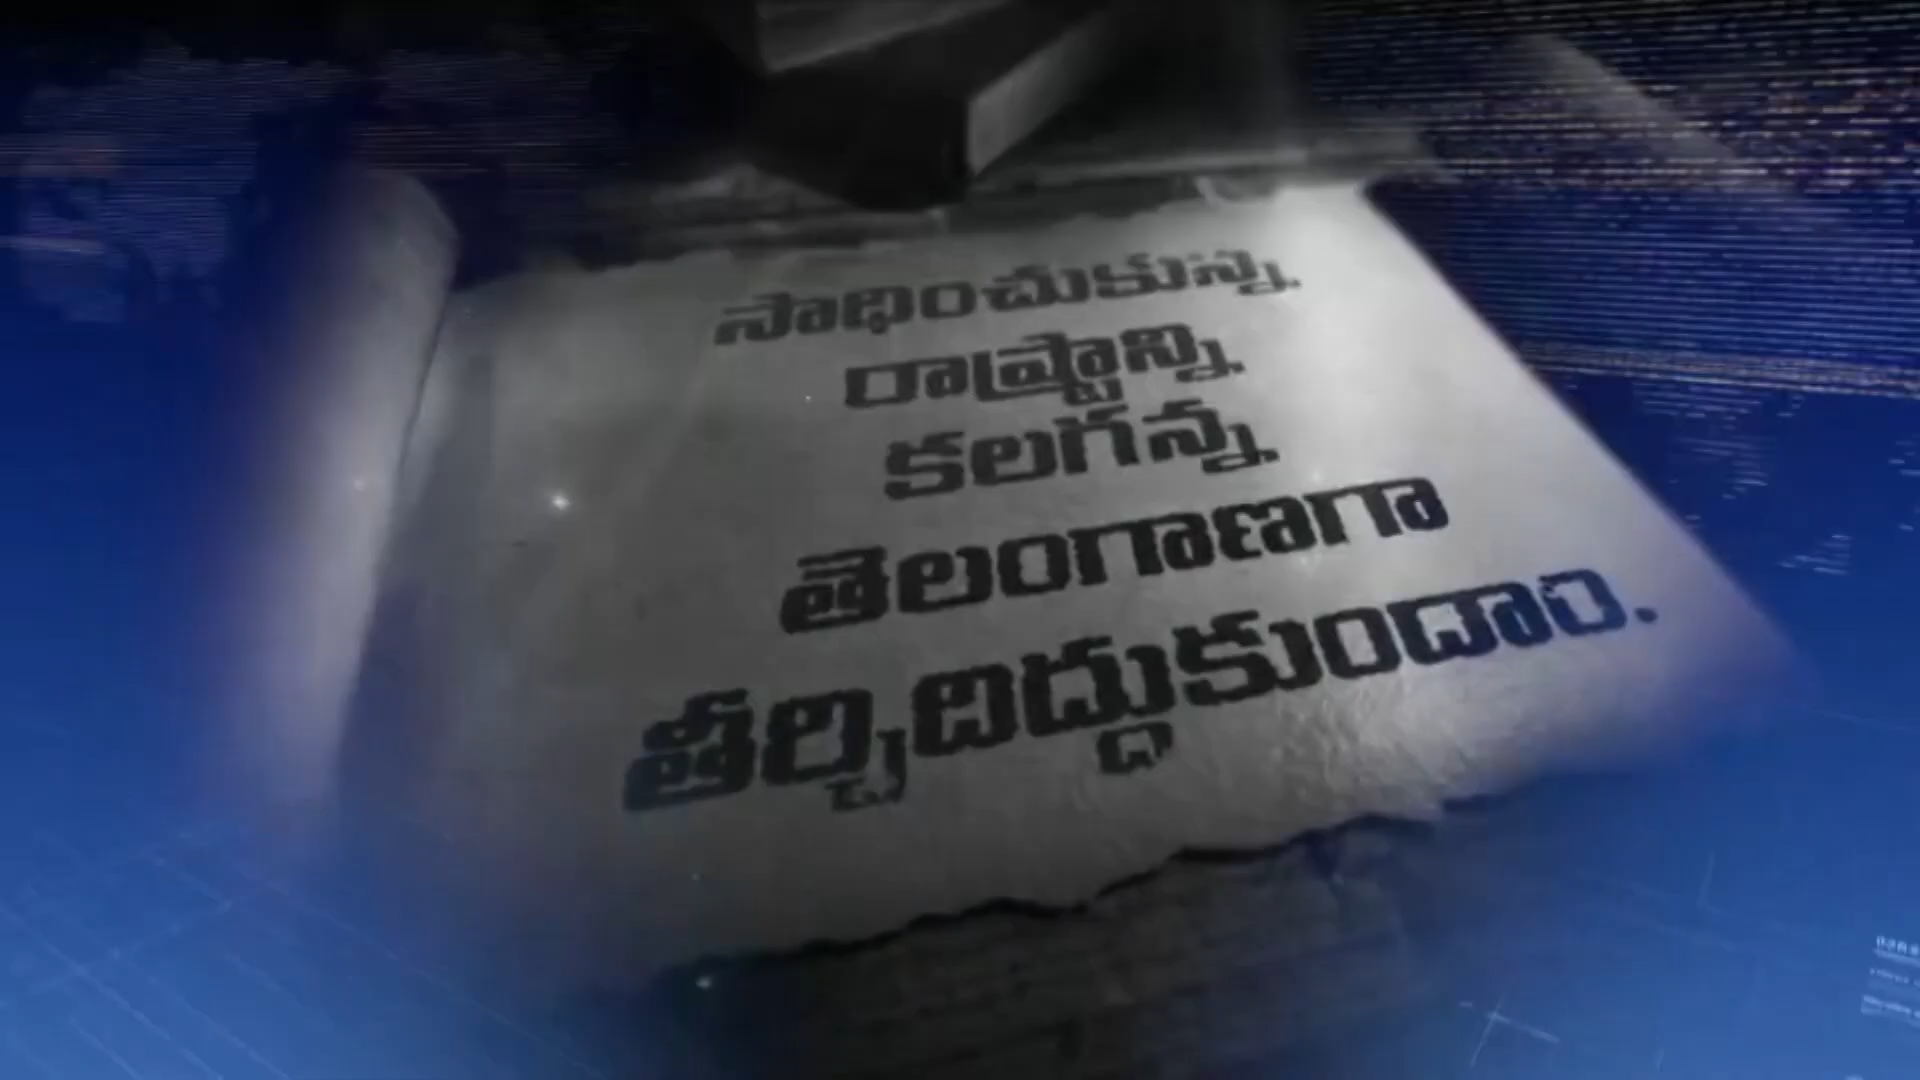 సాధించుకున్న
రాష్ట్రాన్ని
కలగన్న
తెలంగాణగా
తీర్చిదిద్దుకుందాం.